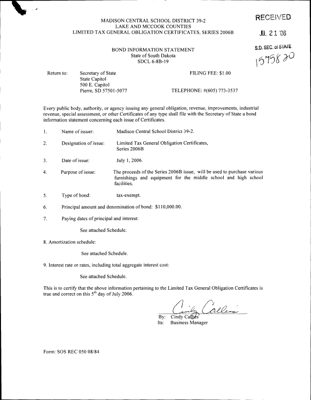 RECEIVED
MADISON CENTRAL SCHOOL DISTRICT 39-2
LAKE AND MCCOOK COUNTIES
LIMITED TAX GENERAL OBLIGATION CERTIFICATES, SERIES 2006B
JUL 21 '06
S.D. SEC. of STATE
1575820
BOND INFORMATION STATEMENT
State of South Dakota
SDCL 6-8B-19
Return to: Secretary of State FILING FEE: $1.00
State Capitol
500 E. Capitol
Pierre, SD 57501-5077 TELEPHONE: #(605) 773-3537
Every public body, authority, or agency issuing any general obligation, revenue, improvements, industrial
revenue, special assessment, or other Certificates of any type shall file with the Secretary of State a bond
information statement concerning each issue of Certificates.
1. Name of issuer: Madison Central School District 39-2.
2. Designation of issue: Limited Tax General Obligation Certificates,
Series 2006B
3. Date of issue: July 1, 2006.
4. Purpose of issue: The proceeds of the Series 2006B issue, will be used to purchase various
furnishings and equipment for the middle school and high school
facilities.
5. Type of bond: tax-exempt.
6. Principal amount and denomination of bond: $110,000.00.
7. Paying dates of principal and interest:
See attached Schedule.
8. Amortization schedule:
See attached Schedule.
9. Interest rate or rates, including total aggregate interest cost:
See attached Schedule.
This is to certify that the above information pertaining to the Limited Tax General Obligation Certificates is
true and correct on this 5th day of July 2006.
Cindy Callies
By: Cindy Callies
Its: Business Manager
Form: SOS REC 050 08/84